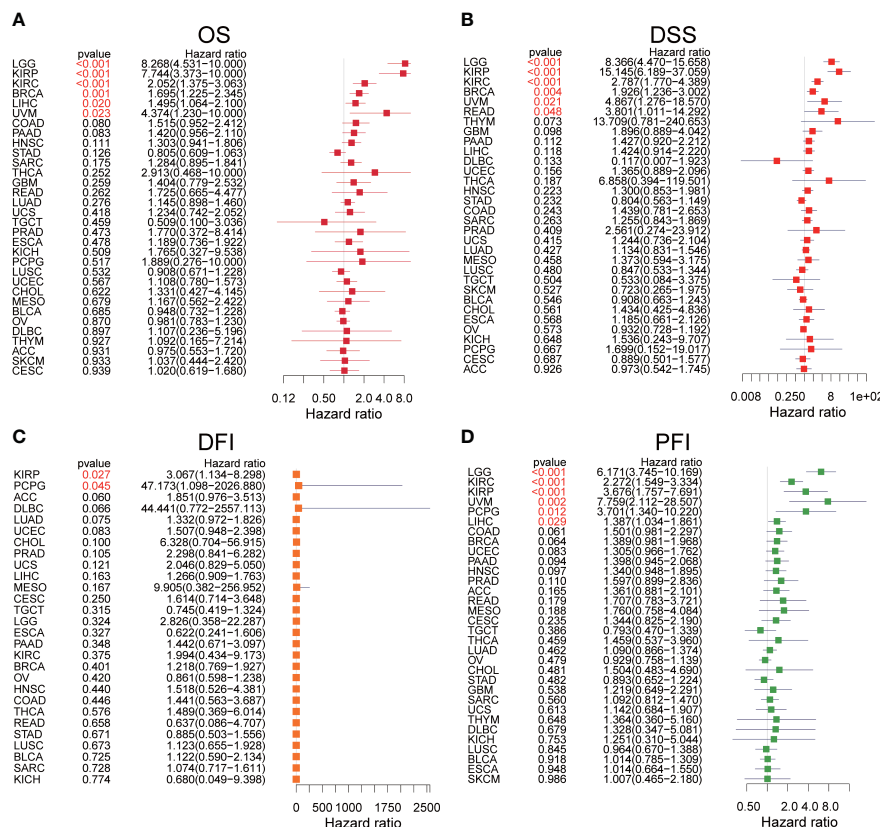 A
OS
pvalue Hazard ratio
LGG <0.001 8.268(4.531−10.000)
KIRP <0.001 7.744(3.373−10.000)
KIRC <0.001 2.052(1.375−3.063)
BRCA 0.001 1.695(1.225−2.345)
LIHC 0.020 1.495(1.064−2.100)
UVM 0.023 4.374(1.230−10.000)
COAD 0.080 1.515(0.952−2.412)
PAAD 0.083 1.420(0.956−2.110)
HNSC 0.111 1.303(0.941−1.806)
STAD 0.126 0.805(0.609−1.063)
SARC 0.175 1.284(0.895−1.841)
THCA 0.252 2.913(0.468−10.000)
GBM 0.259 1.404(0.779−2.532)
READ 0.262 1.725(0.665−4.477)
LUAD 0.276 1.145(0.898−1.460)
UCS 0.418 1.234(0.742−2.052)
TGCT 0.459 0.509(0.100−3.036)
PRAD 0.473 1.770(0.372−8.414)
ESCA 0.478 1.189(0.736−1.922)
KICH 0.509 1.765(0.327−9.538)
PCPG 0.517 1.889(0.276−10.000)
LUSC 0.532 0.908(0.671−1.228)
UCEC 0.567 1.108(0.780−1.573)
CHOL 0.622 1.331(0.427−4.145)
MESO 0.679 1.167(0.562−2.422)
BLCA 0.685 0.948(0.732−1.228)
OV 0.870 0.981(0.783−1.230)
DLBC 0.897 1.107(0.236−5.196)
THYM 0.927 1.092(0.165−7.214)
ACC 0.931 0.975(0.553−1.720)
SKCM 0.933 1.037(0.444−2.420)
CESC 0.939 1.020(0.619−1.680)
0.12 0.50 2.0 4.0 8.0
Hazard ratio
B
DSS
pvalue Hazard ratio
LGG <0.001 8.366(4.470−15.658)
KIRP <0.001 15.145(6.189−37.059)
KIRC <0.001 2.787(1.770−4.389)
BRCA 0.004 1.926(1.236−3.002)
UVM 0.021 4.867(1.276−18.570)
READ 0.048 3.801(1.011−14.292)
THYM 0.073 13.709(0.781−240.653)
GBM 0.098 1.896(0.889−4.042)
PAAD 0.112 1.427(0.920−2.212)
LIHC 0.118 1.424(0.914−2.220)
DLBC 0.133 0.117(0.007−1.923)
UCEC 0.156 1.365(0.889−2.096)
THCA 0.187 6.858(0.394−119.501)
HNSC 0.223 1.300(0.853−1.981)
STAD 0.232 0.804(0.563−1.149)
COAD 0.243 1.439(0.781−2.653)
SARC 0.263 1.255(0.843−1.869)
PRAD 0.409 2.561(0.274−23.912)
UCS 0.415 1.244(0.736−2.104)
LUAD 0.427 1.134(0.831−1.546)
MESO 0.458 1.373(0.594−3.175)
LUSC 0.480 0.847(0.533−1.344)
TGCT 0.504 0.533(0.084−3.375)
SKCM 0.527 0.723(0.265−1.975)
BLCA 0.546 0.908(0.663−1.243)
CHOL 0.561 1.434(0.425−4.836)
ESCA 0.568 1.185(0.661−2.126)
OV 0.573 0.932(0.728−1.192)
KICH 0.648 1.536(0.243−9.707)
PCPG 0.667 1.699(0.152−19.017)
CESC 0.687 0.889(0.501−1.577)
ACC 0.926 0.973(0.542−1.745)
0.008 0.250 8 1e+02
Hazard ratio
C
DFI
pvalue Hazard ratio
KIRP 0.027 3.067(1.134−8.298)
PCPG 0.045 47.173(1.098−2026.880)
ACC 0.060 1.851(0.976−3.513)
DLBC 0.066 44.441(0.772−2557.113)
LUAD 0.075 1.332(0.972−1.826)
UCEC 0.083 1.507(0.948−2.398)
CHOL 0.100 6.328(0.704−56.915)
PRAD 0.105 2.298(0.841−6.282)
UCS 0.121 2.046(0.829−5.050)
LIHC 0.163 1.266(0.909−1.763)
MESO 0.167 9.905(0.382−256.952)
CESC 0.250 1.614(0.714−3.648)
TGCT 0.315 0.745(0.419−1.324)
LGG 0.324 2.826(0.358−22.287)
ESCA 0.327 0.622(0.241−1.606)
PAAD 0.348 1.442(0.671−3.097)
KIRC 0.375 1.994(0.434−9.173)
BRCA 0.401 1.218(0.769−1.927)
OV 0.420 0.861(0.598−1.238)
HNSC 0.440 1.518(0.526−4.381)
COAD 0.446 1.441(0.563−3.687)
THCA 0.576 1.489(0.369−6.014)
READ 0.658 0.637(0.086−4.707)
STAD 0.671 0.885(0.503−1.556)
LUSC 0.673 1.123(0.655−1.928)
BLCA 0.725 1.122(0.590−2.134)
SARC 0.728 1.074(0.717−1.611)
KICH 0.774 0.680(0.049−9.398)
0 500 1000 1500 2500
Hazard ratio
D
PFI
pvalue Hazard ratio
LGG <0.001 6.171(3.745−10.169)
KIRC <0.001 2.272(1.549−3.334)
KIRP <0.001 3.676(1.757−7.691)
UVM 0.002 7.759(2.112−28.507)
PCPG 0.012 3.701(1.340−10.220)
LIHC 0.029 1.387(1.034−1.861)
COAD 0.061 1.501(0.981−2.297)
BRCA 0.064 1.389(0.981−1.968)
UCEC 0.083 1.305(0.966−1.762)
PAAD 0.094 1.398(0.945−2.068)
HNSC 0.097 1.340(0.948−1.895)
PRAD 0.110 1.597(0.899−2.836)
ACC 0.165 1.361(0.881−2.101)
READ 0.179 1.707(0.783−3.721)
MESO 0.188 1.760(0.758−4.084)
CESC 0.235 1.344(0.825−2.190)
TGCT 0.386 0.793(0.470−1.339)
THCA 0.459 1.459(0.537−3.960)
LUAD 0.462 1.090(0.866−1.374)
OV 0.479 0.929(0.758−1.139)
CHOL 0.481 1.504(0.483−4.690)
STAD 0.482 0.893(0.652−1.224)
GBM 0.538 1.219(0.649−2.291)
SARC 0.560 1.092(0.812−1.470)
UCS 0.613 1.142(0.684−1.907)
THYM 0.648 1.364(0.360−5.160)
DLBC 0.679 1.328(0.347−5.081)
KICH 0.753 1.251(0.310−5.044)
LUSC 0.845 0.964(0.670−1.388)
BLCA 0.918 1.014(0.785−1.309)
ESCA 0.948 1.014(0.664−1.550)
SKCM 0.986 1.007(0.465−2.180)
0.50 2.0 4.0 8.0
Hazard ratio